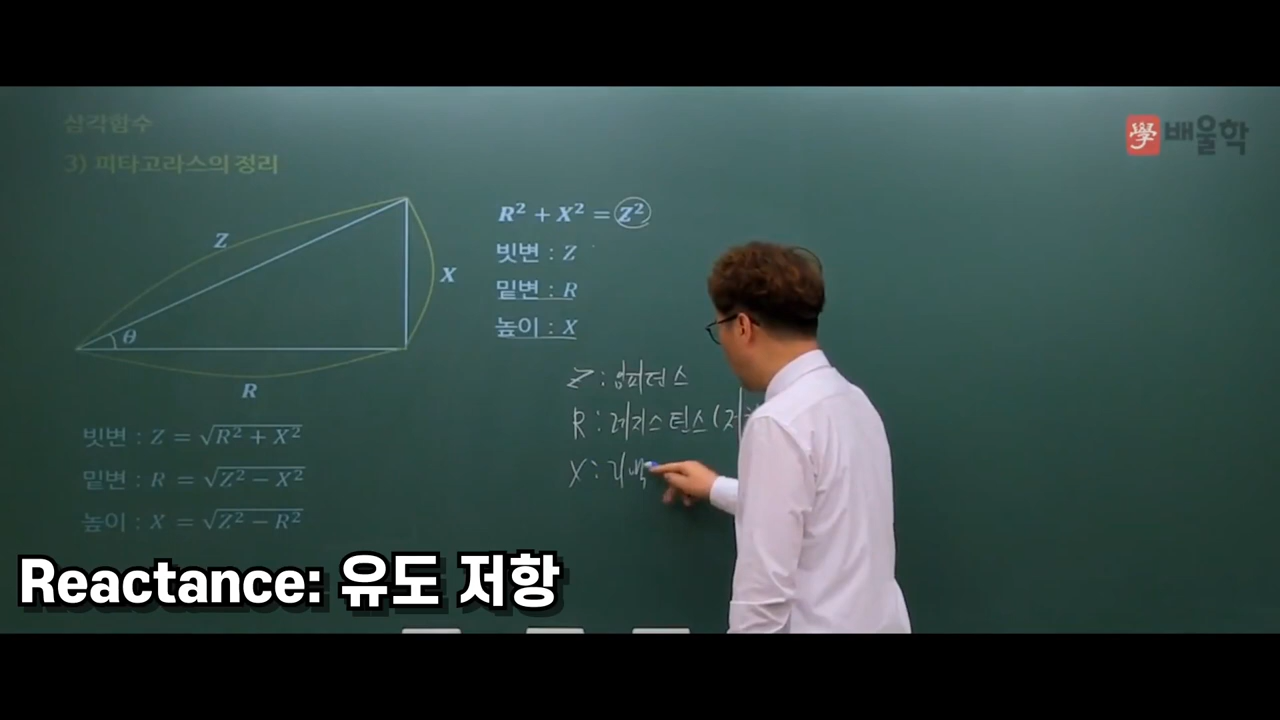 삼각함수
學 배울학
3) 피타고라스의 정리
R² + X² = Z²
빗변 : Z
밑변 : R
높이 : X
Z
X
θ
R
Z : 임피던스
R : 레지스턴스 (저
X : 리액
빗변 : Z = √(R² + X²)
밑변 : R = √(Z² − X²)
높이 : X = √(Z² − R²)
Reactance: 유도 저항